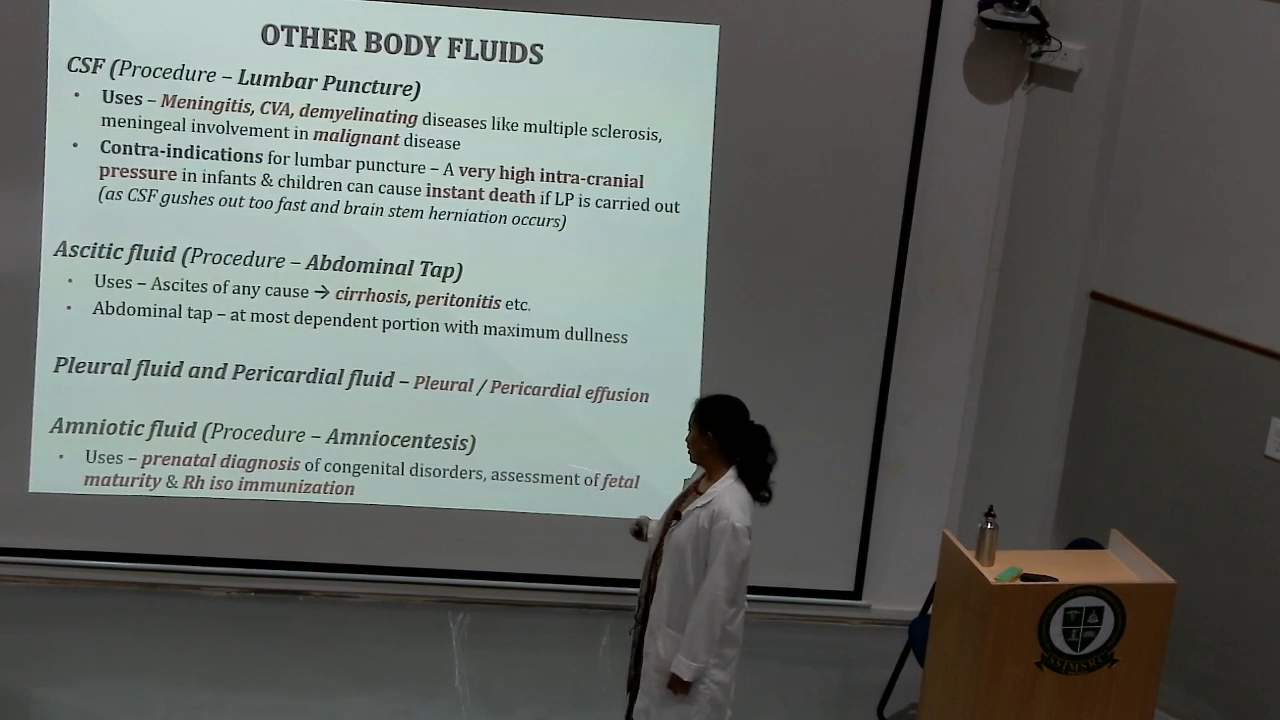 OTHER BODY FLUIDS
CSF (Procedure – Lumbar Puncture)
• Uses – Meningitis, CVA, demyelinating diseases like multiple sclerosis,
meningeal involvement in malignant disease
• Contra-indications for lumbar puncture – A very high intra-cranial
pressure in infants & children can cause instant death if LP is carried out
(as CSF gushes out too fast and brain stem herniation occurs)
Ascitic fluid (Procedure – Abdominal Tap)
• Uses – Ascites of any cause → cirrhosis, peritonitis etc.
• Abdominal tap – at most dependent portion with maximum dullness
Pleural fluid and Pericardial fluid – Pleural / Pericardial effusion
Amniotic fluid (Procedure – Amniocentesis)
• Uses – prenatal diagnosis of congenital disorders, assessment of fetal
maturity & Rh iso immunization